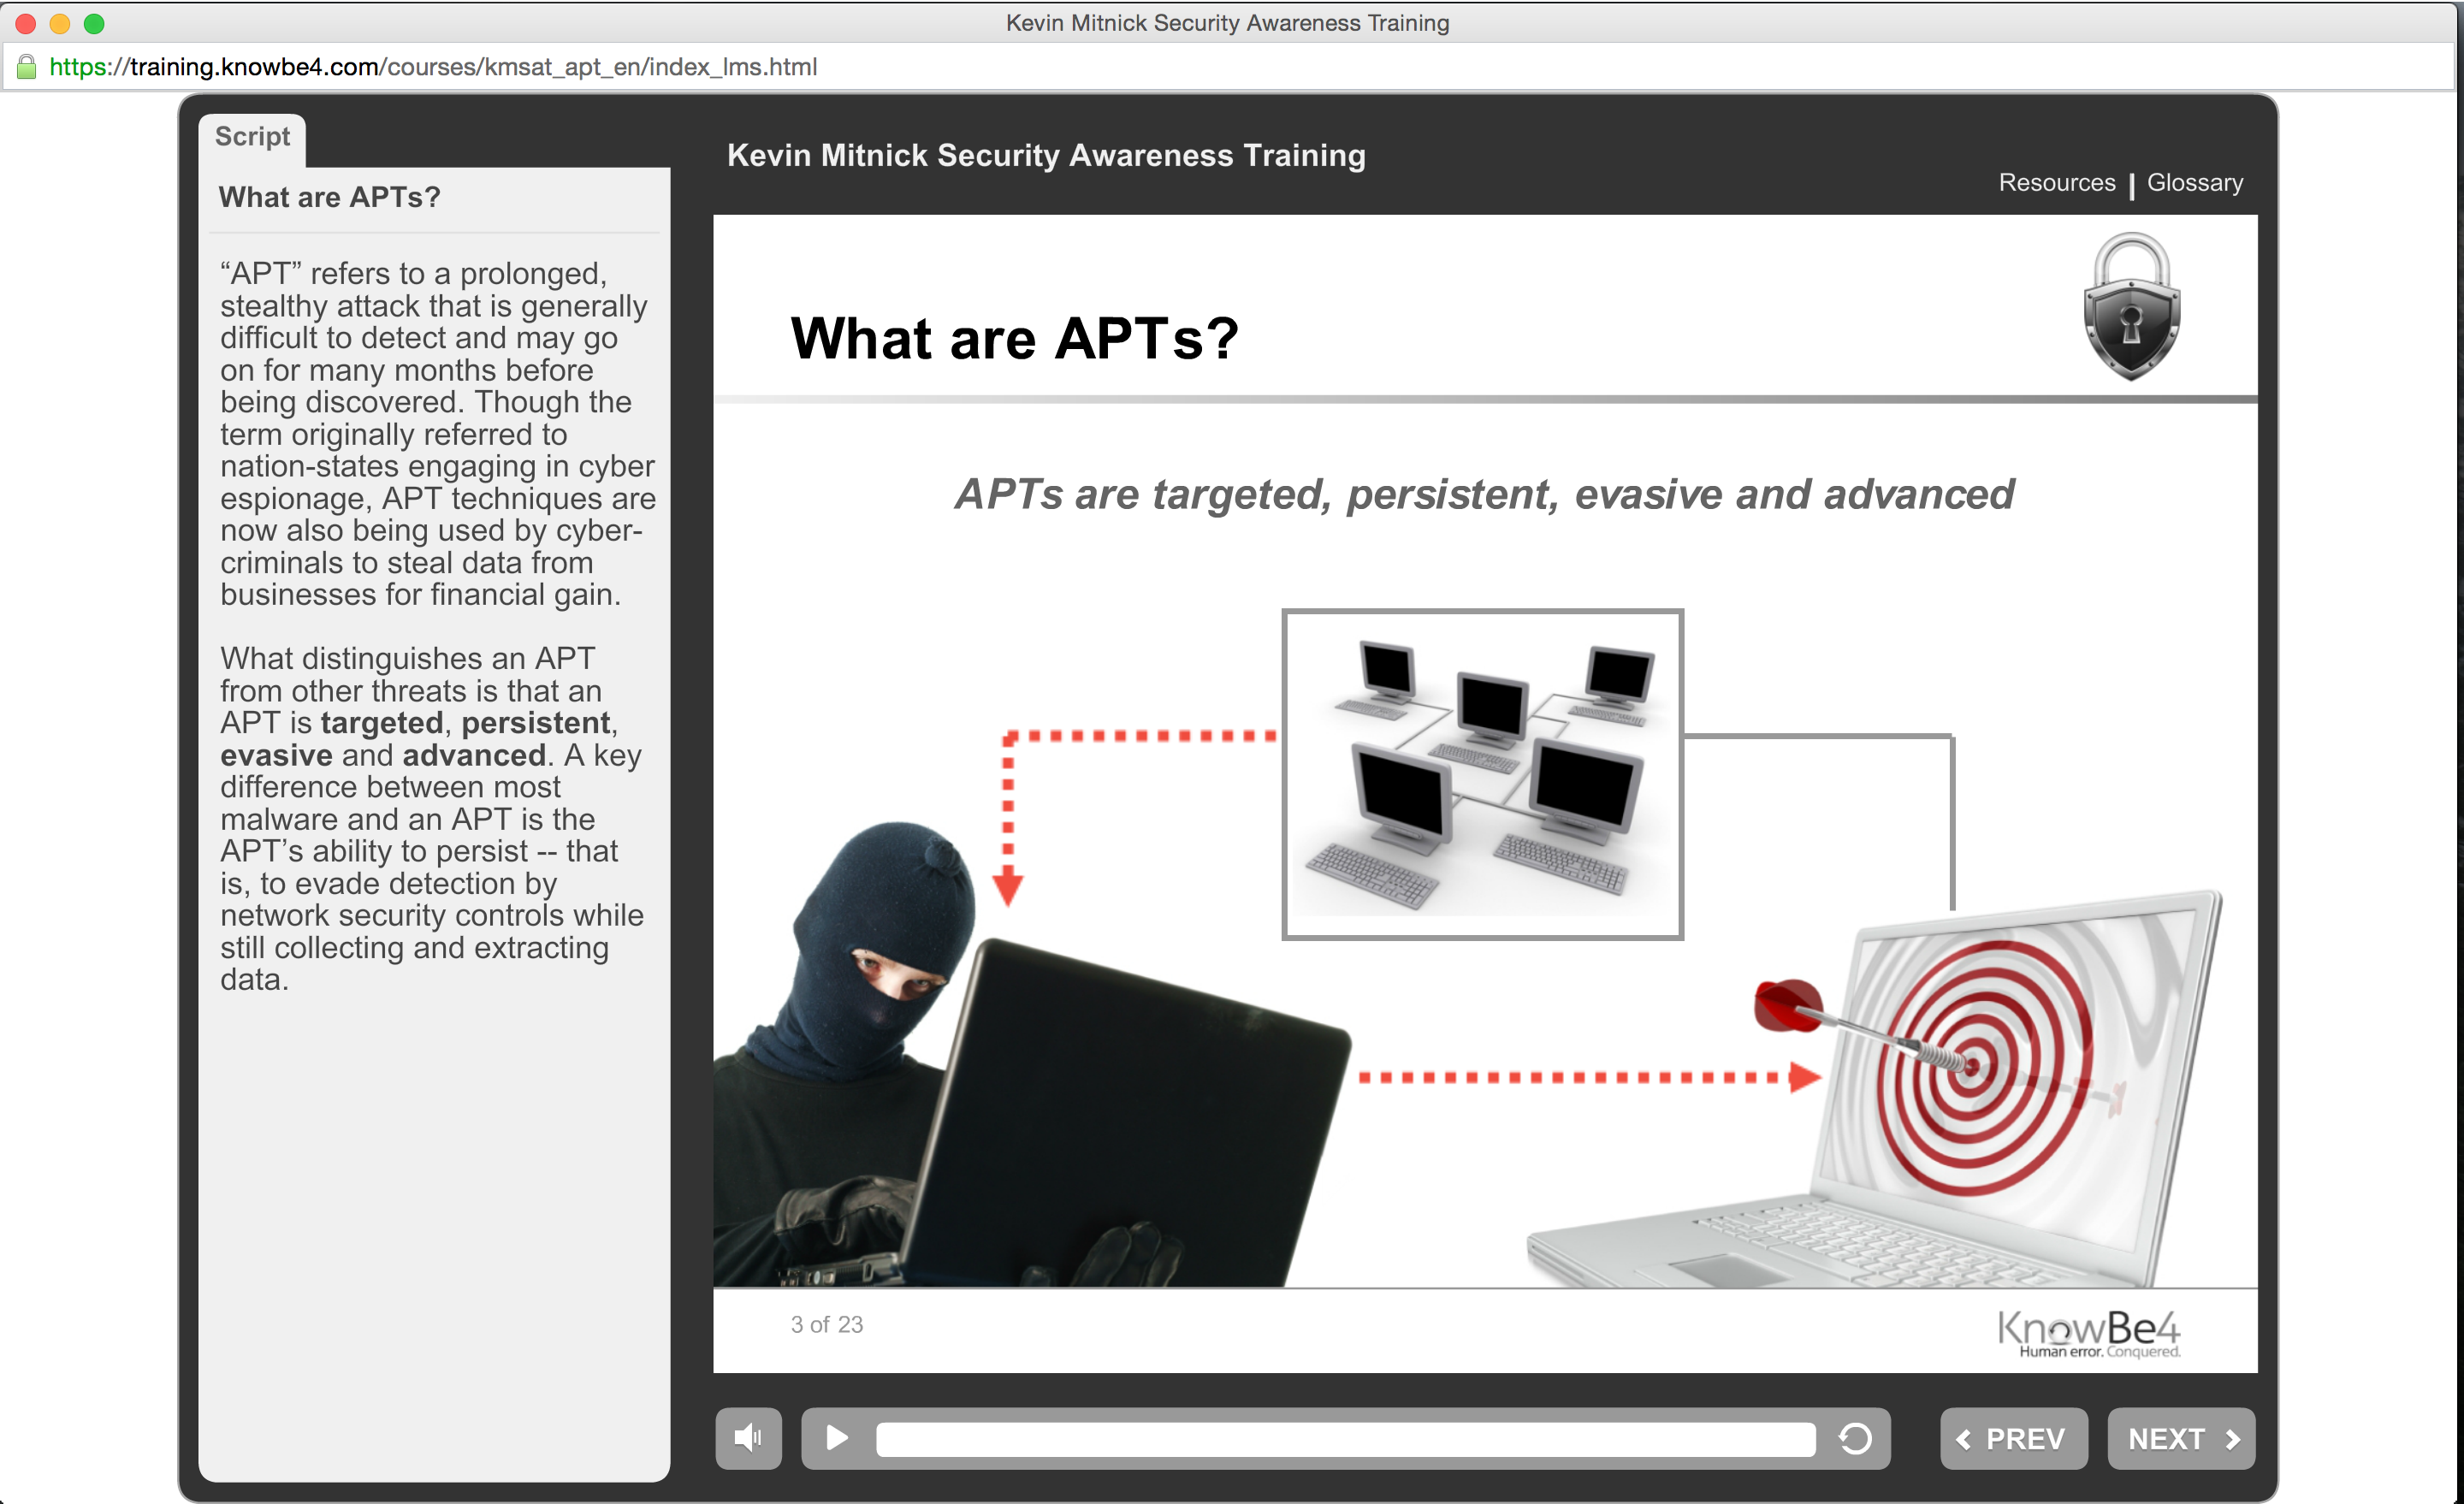 Kevin Mitnick Security Awareness Training
https://training.knowbe4.com/courses/kmsat_apt_en/index_lms.html
Script
What are APTs?
“APT” refers to a prolonged,
stealthy attack that is generally
difficult to detect and may go
on for many months before
being discovered. Though the
term originally referred to
nation-states engaging in cyber
espionage, APT techniques are
now also being used by cyber-
criminals to steal data from
businesses for financial gain.
What distinguishes an APT
from other threats is that an
APT is targeted, persistent,
evasive and advanced. A key
difference between most
malware and an APT is the
APT’s ability to persist -- that
is, to evade detection by
network security controls while
still collecting and extracting
data.
Kevin Mitnick Security Awareness Training
Resources | Glossary
What are APTs?
APTs are targeted, persistent, evasive and advanced
3 of 23
KnowBe4
Human error. Conquered.
PREV
NEXT